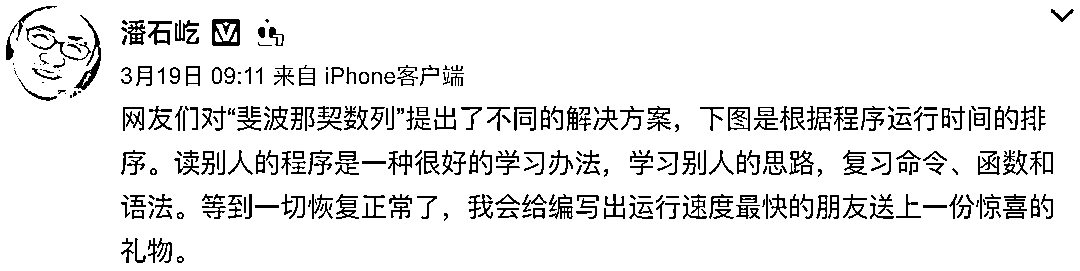 潘石屹
3月19日 09:11 来自 iPhone客户端
网友们对“斐波那契数列”提出了不同的解决方案，下图是根据程序运行时间的排
序。读别人的程序是一种很好的学习办法，学习别人的思路，复习命令、函数和
语法。等到一切恢复正常了，我会给编写出运行速度最快的朋友送上一份惊喜的
礼物。